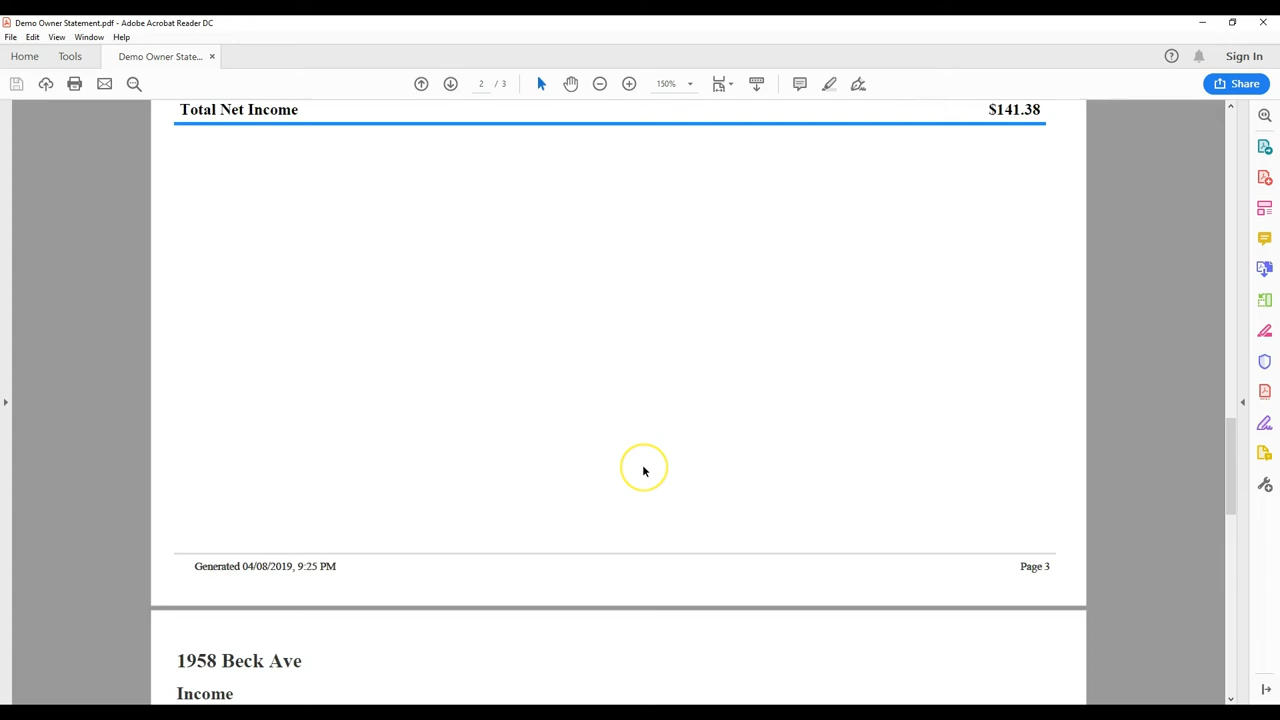 Demo Owner Statement.pdf - Adobe Acrobat Reader DC
File Edit View Window Help
Home Tools Demo Owner State... ×
2 / 3 150% Share
Sign In
Total Net Income $141.38
Generated 04/08/2019, 9:25 PM Page 3
1958 Beck Ave
Income